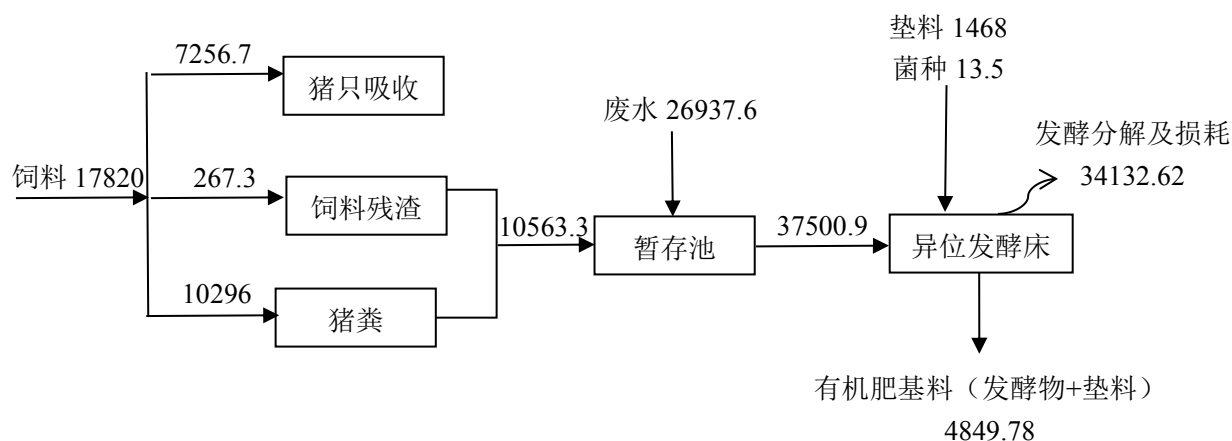 垫料 1468
菌种 13.5
7256.7
猪只吸收
废水 26937.6
发酵分解及损耗
34132.62
饲料 17820
267.3
饲料残渣
10563.3
暂存池
37500.9
异位发酵床
10296
猪粪
有机肥基料（发酵物+垫料）
4849.78